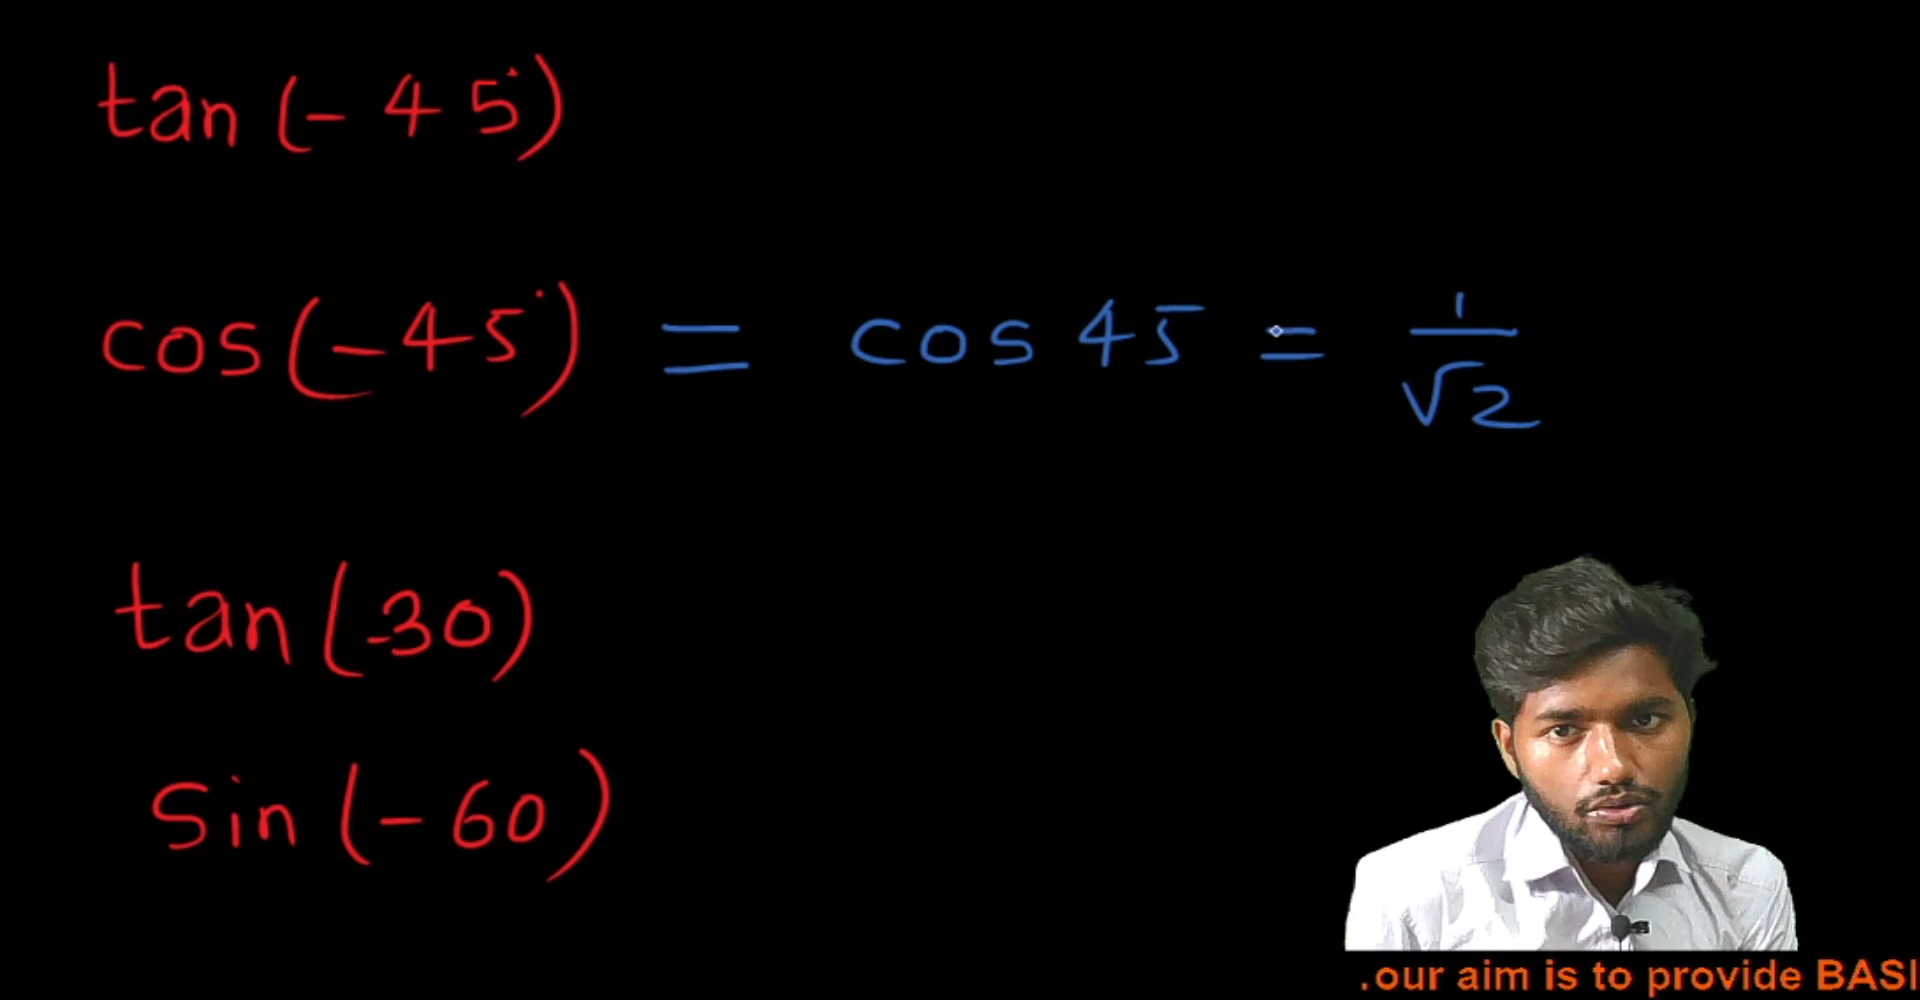 tan (- 45)
cos (-45) = cos 45 = 1/√2
tan (-30)
Sin (- 60)
.our aim is to provide BASI